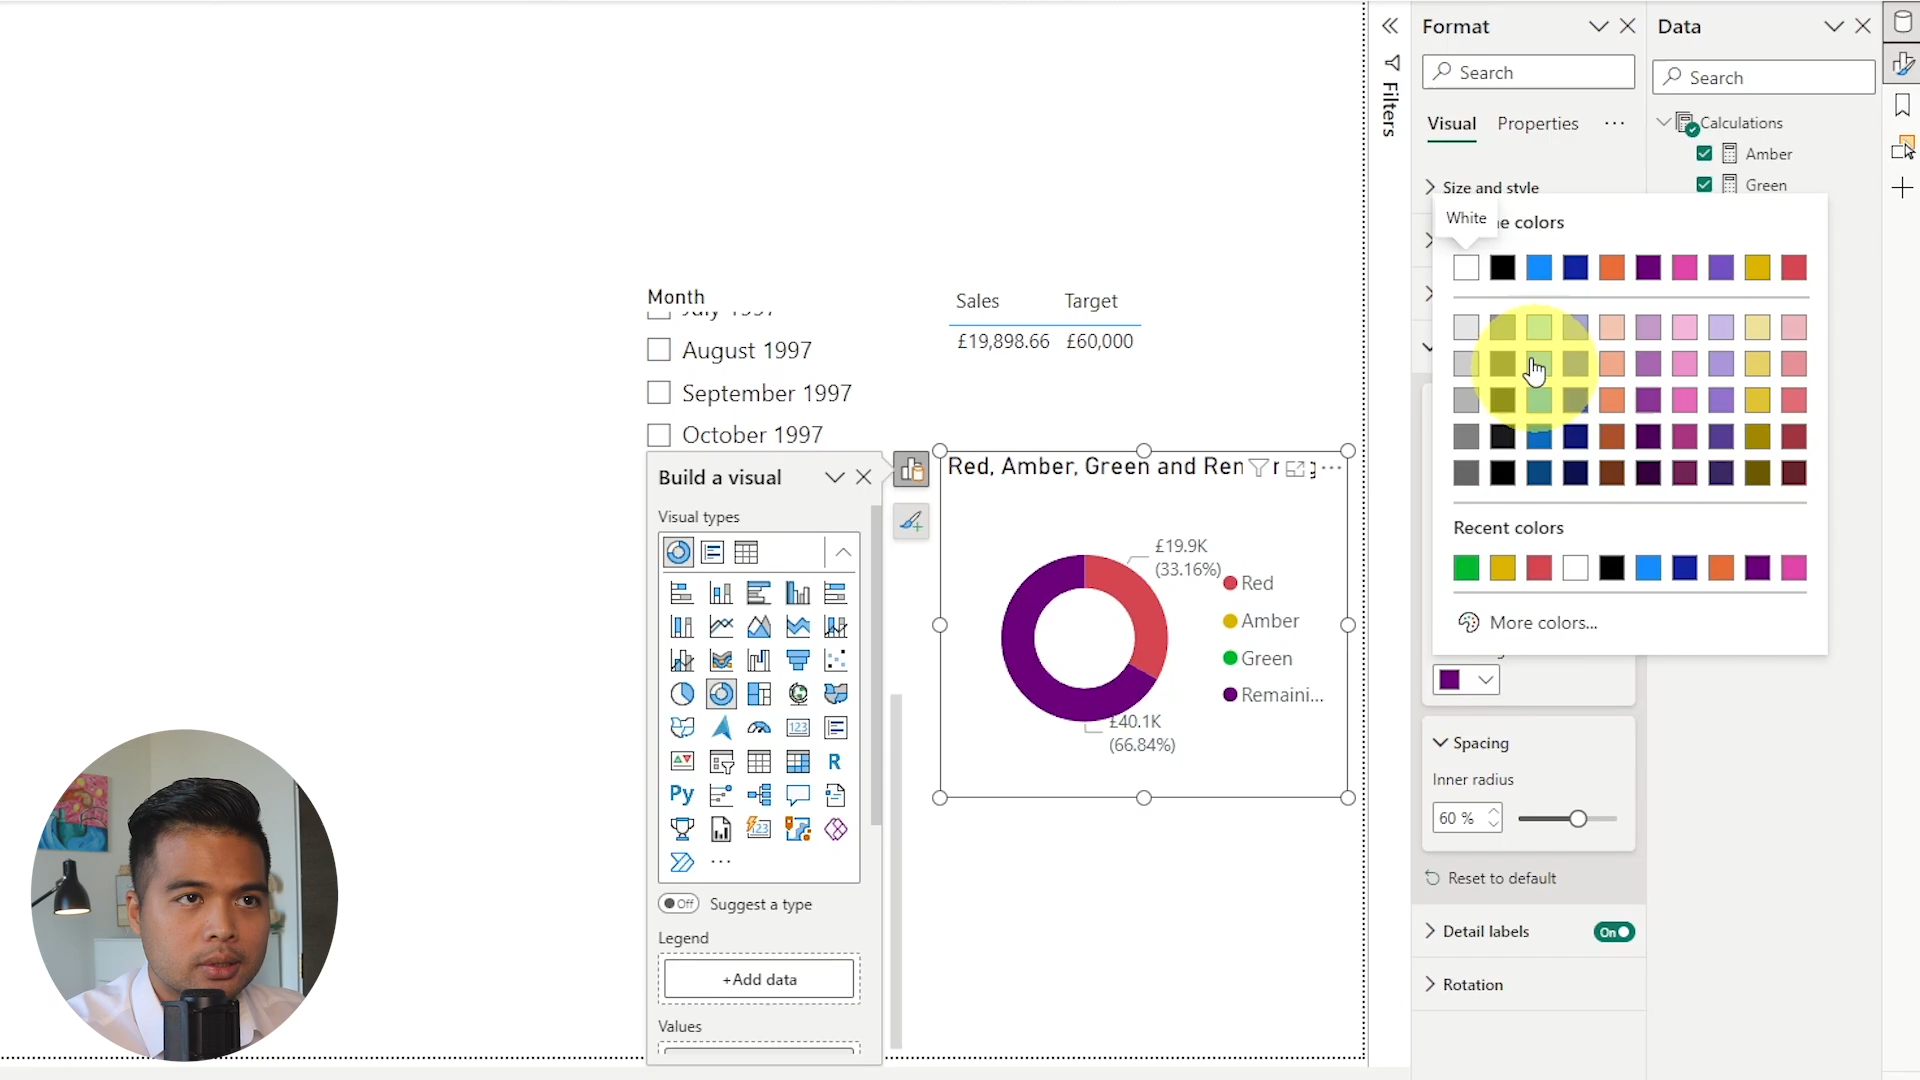 Format
Data
Search
Search
Filters
Visual
Properties
Calculations
Amber
Green
Size and style
White
colors
Month
July 1997
August 1997
September 1997
October 1997
Sales
Target
£19,898.66
£60,000
Build a visual
Visual types
Red, Amber, Green and
£19.9K
(33.16%)
Red
Amber
Green
Remaini...
£40.1K
(66.84%)
Recent colors
More colors...
Spacing
Inner radius
60 %
Reset to default
Detail labels
On
Rotation
123
R
Py
123
Off
Suggest a type
Legend
+Add data
Values